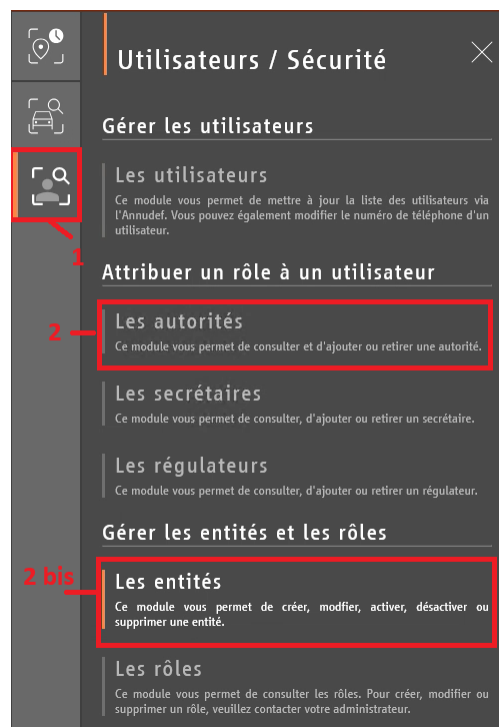 Utilisateurs / Sécurité
Gérer les utilisateurs
Les utilisateurs
Ce module vous permet de mettre à jour la liste des utilisateurs via
l'Annudef. Vous pouvez également modifier le numéro de téléphone d'un
utilisateur.
1
Attribuer un rôle à un utilisateur
2
Les autorités
Ce module vous permet de consulter et d'ajouter ou retirer une autorité.
Les secrétaires
Ce module vous permet de consulter, d'ajouter ou retirer un secrétaire.
Les régulateurs
Ce module vous permet de consulter, d'ajouter ou retirer un régulateur.
Gérer les entités et les rôles
2 bis
Les entités
Ce module vous permet de créer, modifier, activer, désactiver ou
supprimer une entité.
Les rôles
Ce module vous permet de consulter les rôles. Pour créer, modifier ou
supprimer un rôle, veuillez contacter votre administrateur.